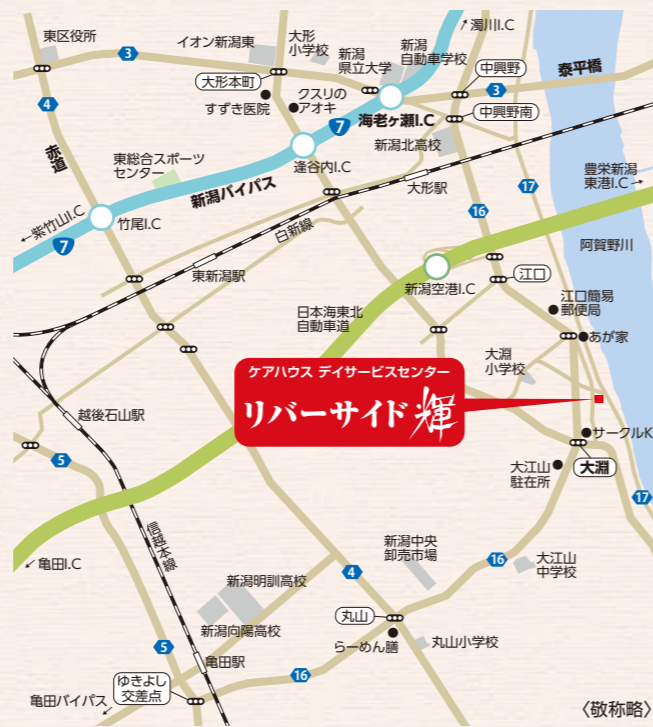 東区役所
3
イオン新潟東
大形
小学校
新潟
県立大学
新潟
自動車学校
濁川I.C
中興野
泰平橋
大形本町
すずき医院
クスリの
アオキ
海老ヶ瀬I.C
3
中興野南
4
7
新潟北高校
赤道
東総合スポーツ
センター
逢谷内I.C
新潟バイパス
大形駅
17
豊栄新潟
東港I.C
紫竹山I.C
7
竹尾I.C
白新線
16
阿賀野川
東新潟駅
新潟空港I.C
江口
日本海東北
自動車道
江口簡易
郵便局
あが家
大淵
小学校
ケアハウス デイサービスセンター
リバーサイド 輝
越後石山駅
サークルK
5
大淵
大江山
駐在所
17
亀田I.C
信越本線
新潟中央
卸売市場
16
大江山
中学校
新潟明訓高校
4
新潟向陽高校
丸山
らーめん膳
丸山小学校
5
亀田駅
16
ゆきよし
交差点
亀田バイパス
〈敬称略〉